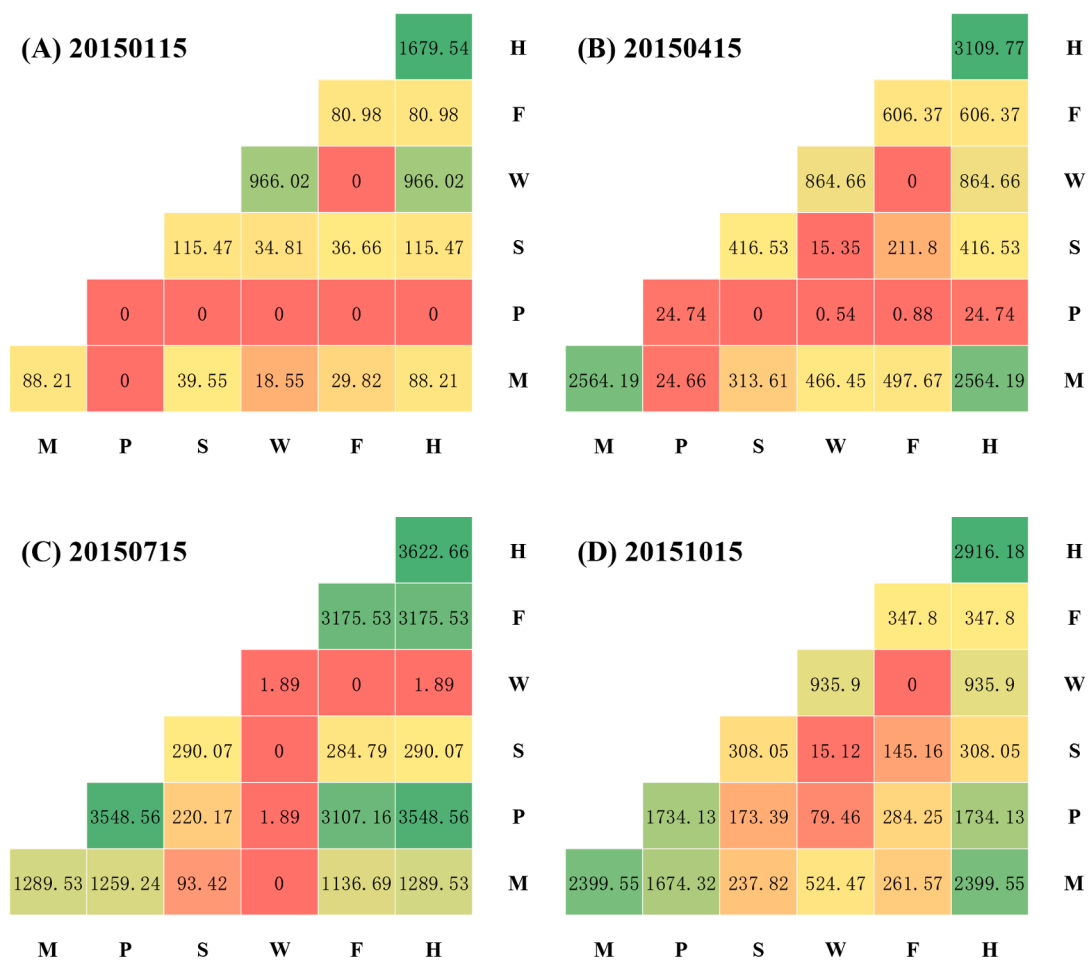 (A) 20150115
1679.54 H
80.98 80.98 F
966.02 0 966.02 W
115.47 34.81 36.66 115.47 S
0 0 0 0 0 P
88.21 0 39.55 18.55 29.82 88.21 M
M P S W F H
(B) 20150415
3109.77 H
606.37 606.37 F
864.66 0 864.66 W
416.53 15.35 211.8 416.53 S
24.74 0 0.54 0.88 24.74 P
2564.19 24.66 313.61 466.45 497.67 2564.19 M
M P S W F H
(C) 20150715
3622.66 H
3175.53 3175.53 F
1.89 0 1.89 W
290.07 0 284.79 290.07 S
3548.56 220.17 1.89 3107.16 3548.56 P
1289.53 1259.24 93.42 0 1136.69 1289.53 M
M P S W F H
(D) 20151015
2916.18 H
347.8 347.8 F
935.9 0 935.9 W
308.05 15.12 145.16 308.05 S
1734.13 173.39 79.46 284.25 1734.13 P
2399.55 1674.32 237.82 524.47 261.57 2399.55 M
M P S W F H